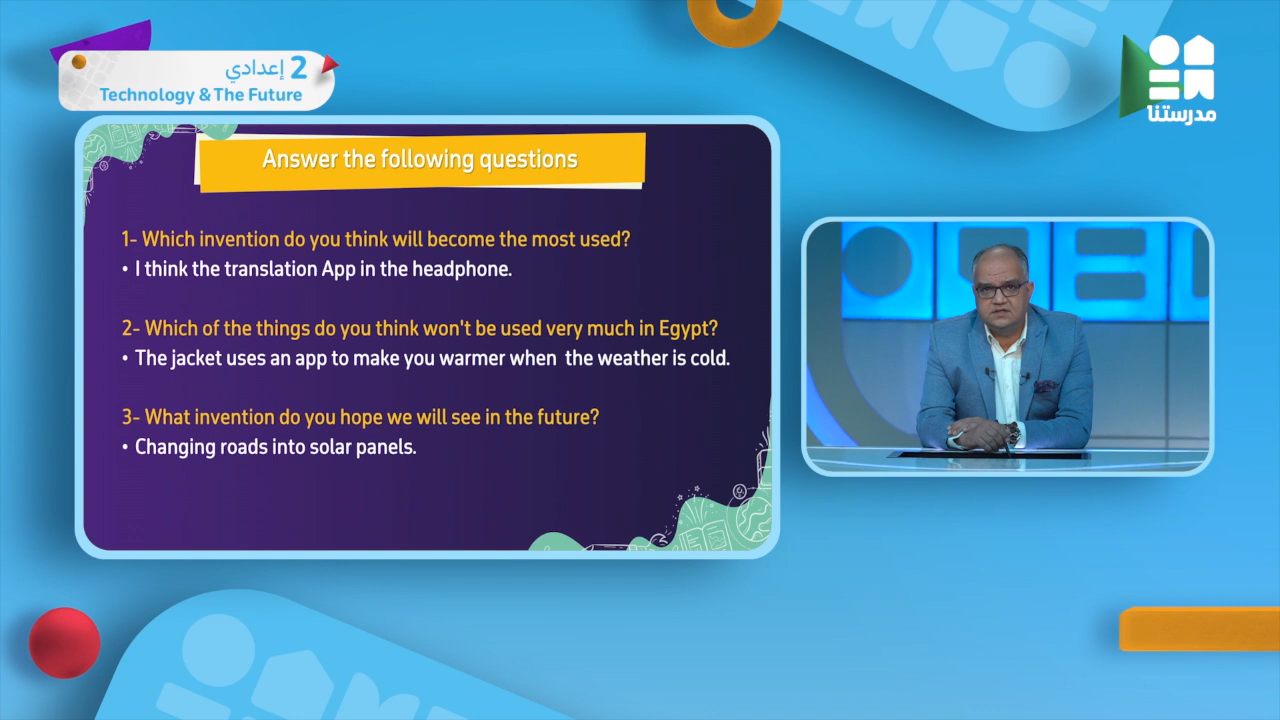 2 إعدادي
Technology & The Future
مدرستنا
Answer the following questions
1- Which invention do you think will become the most used?
• I think the translation App in the headphone.
2- Which of the things do you think won't be used very much in Egypt?
• The jacket uses an app to make you warmer when  the weather is cold.
3- What invention do you hope we will see in the future?
• Changing roads into solar panels.